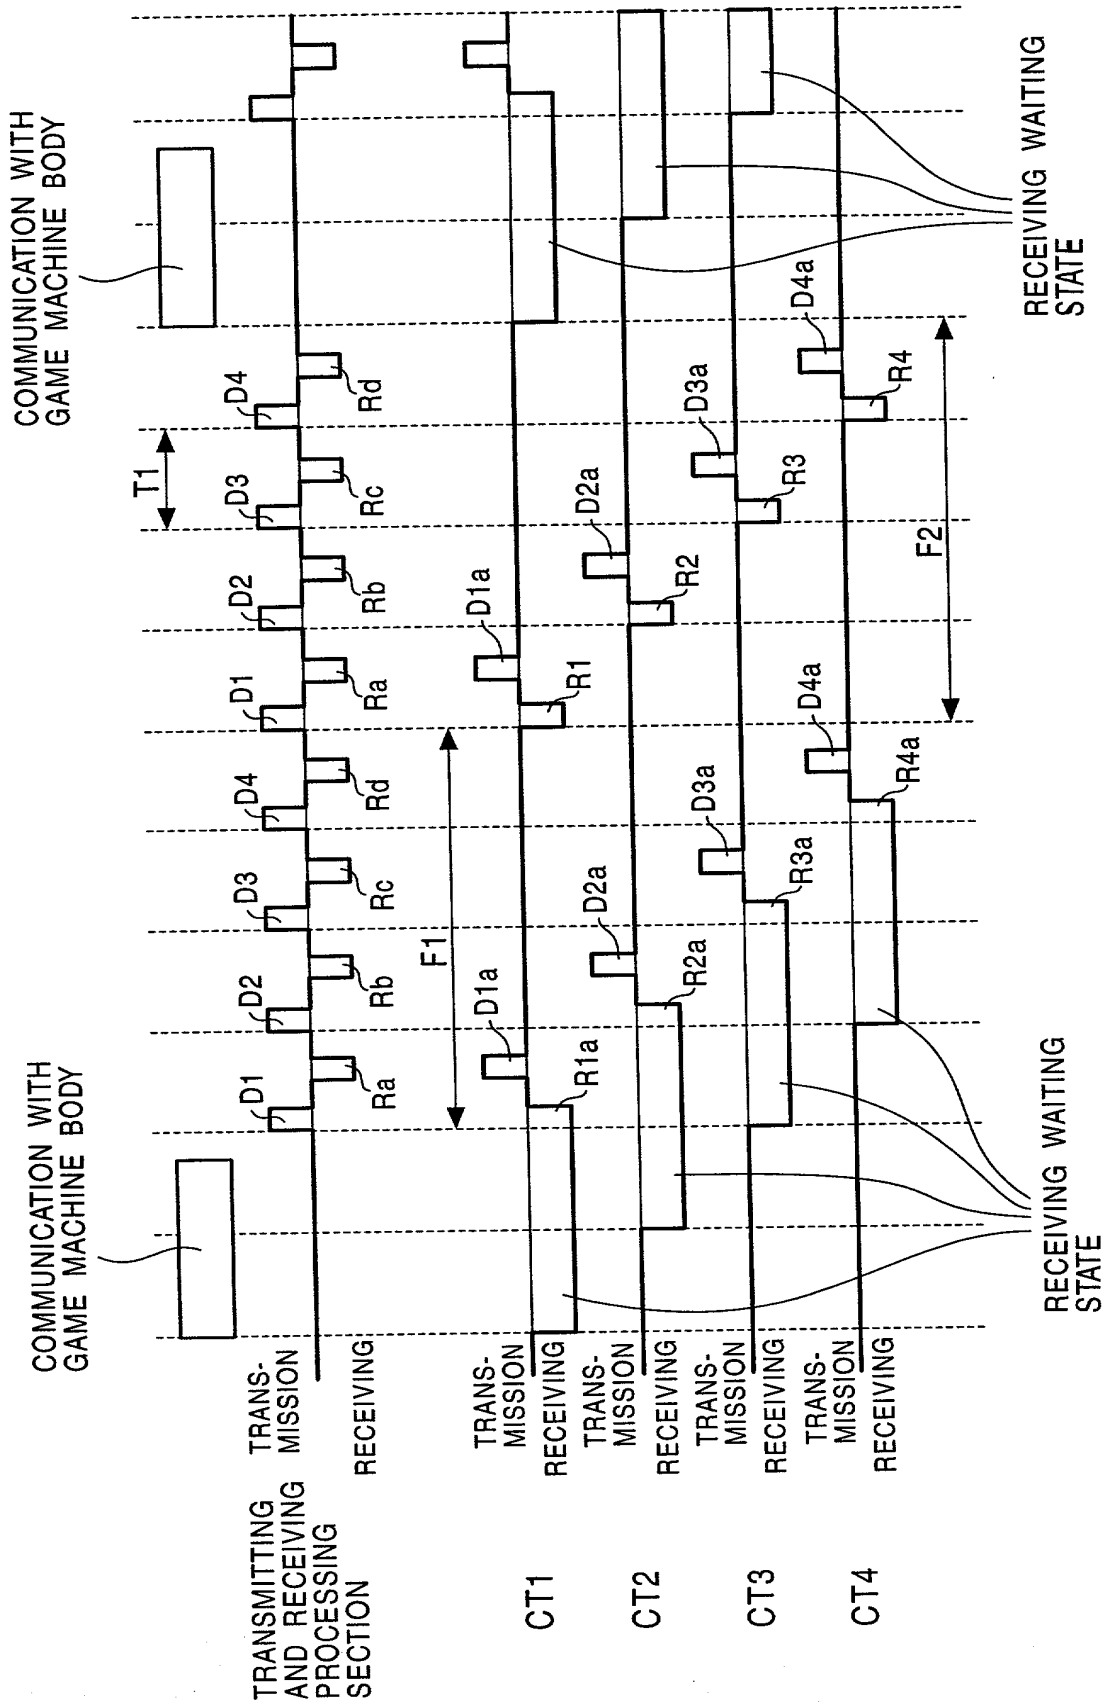 COMMUNICATION WITH
GAME MACHINE BODY
COMMUNICATION WITH
GAME MACHINE BODY
T1
TRANSMITTING
AND RECEIVING
PROCESSING
SECTION
TRANS-
MISSION
RECEIVING
D1
D2
D3
D4
D1
D2
D3
D4
Ra
Rb
Rc
Rd
Ra
Rb
Rc
Rd
F1
CT1
TRANS-
MISSION
RECEIVING
D1a
R1a
D1a
R1
CT2
TRANS-
MISSION
RECEIVING
D2a
R2a
D2a
R2
CT3
TRANS-
MISSION
RECEIVING
D3a
R3a
D3a
R3
CT4
TRANS-
MISSION
RECEIVING
D4a
R4a
D4a
R4
F2
RECEIVING WAITING
STATE
RECEIVING WAITING
STATE